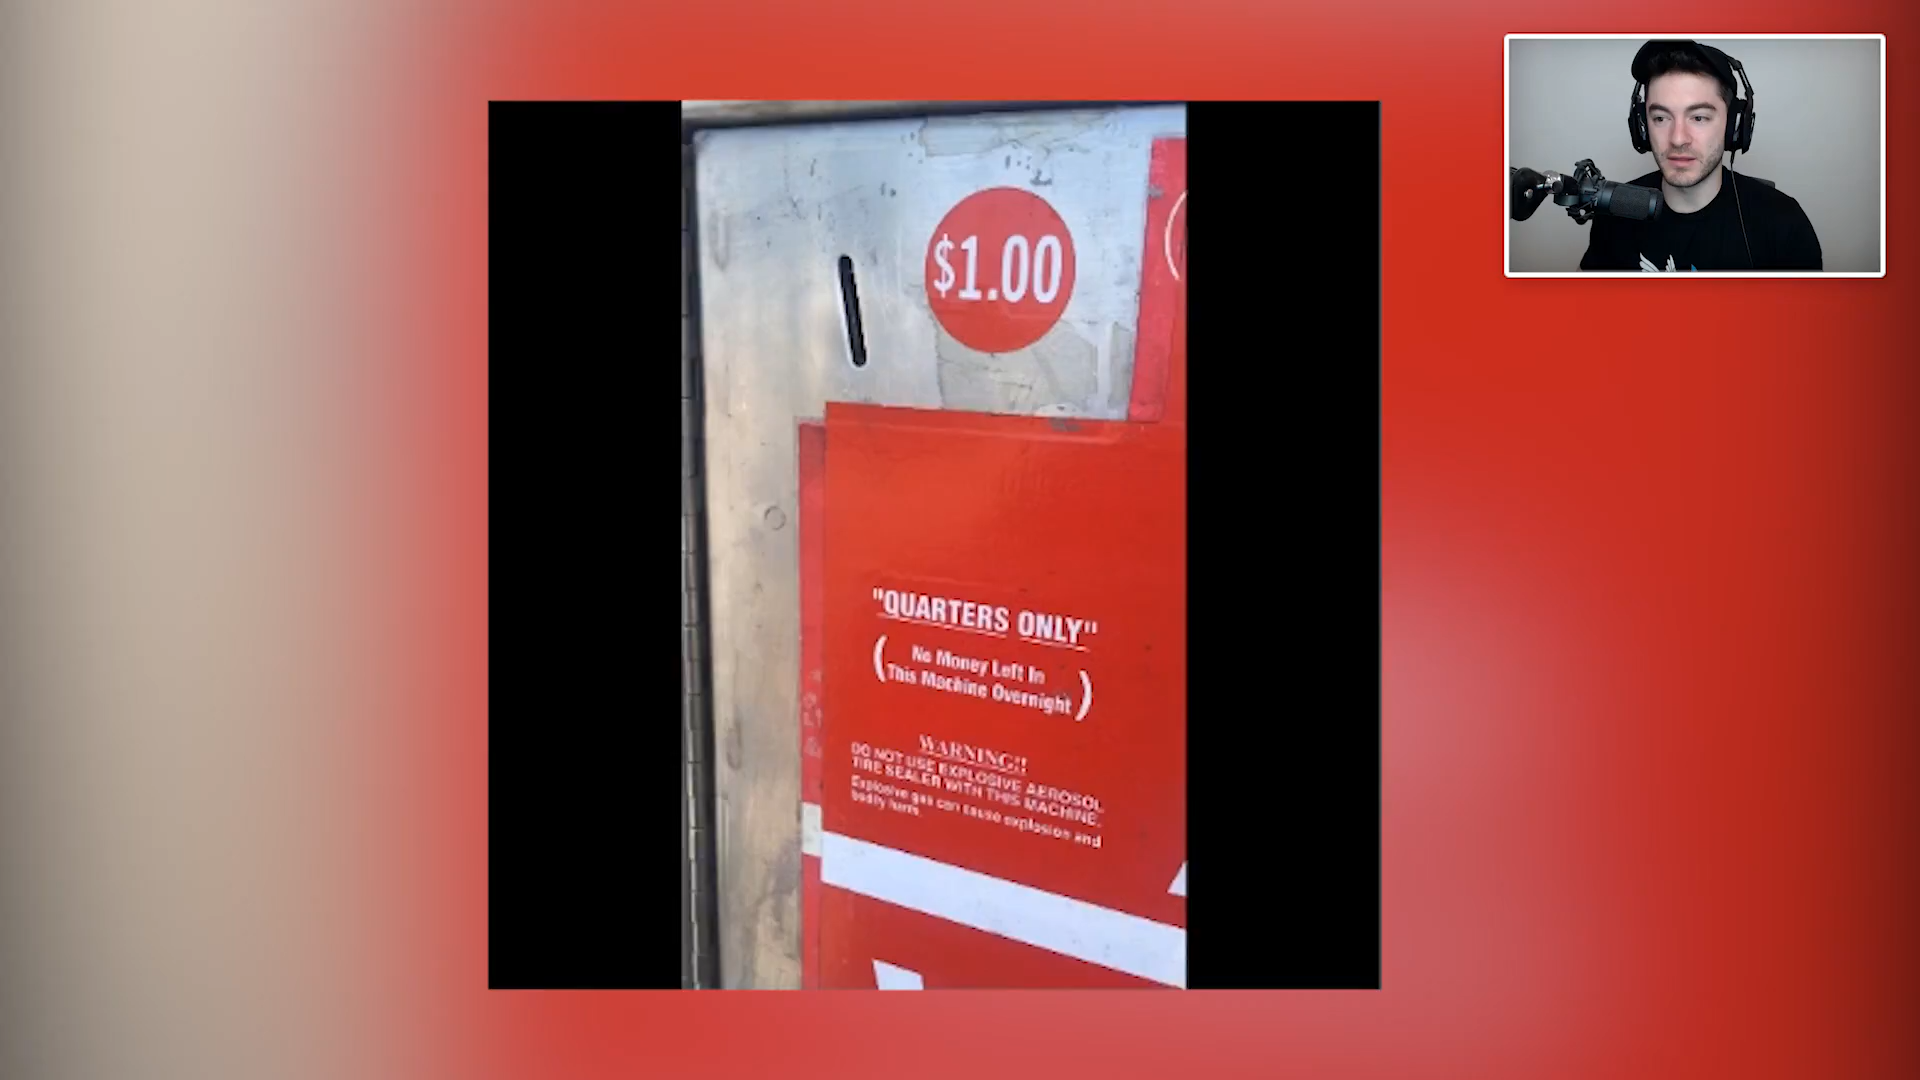 $1.00
"QUARTERS ONLY"
( No Money Left In
This Machine Overnight )
WARNING!!
DO NOT USE EXPLOSIVE AEROSOL
TIRE SEALER WITH THIS MACHINE.
Explosive gas can cause explosion and
bodily harm.